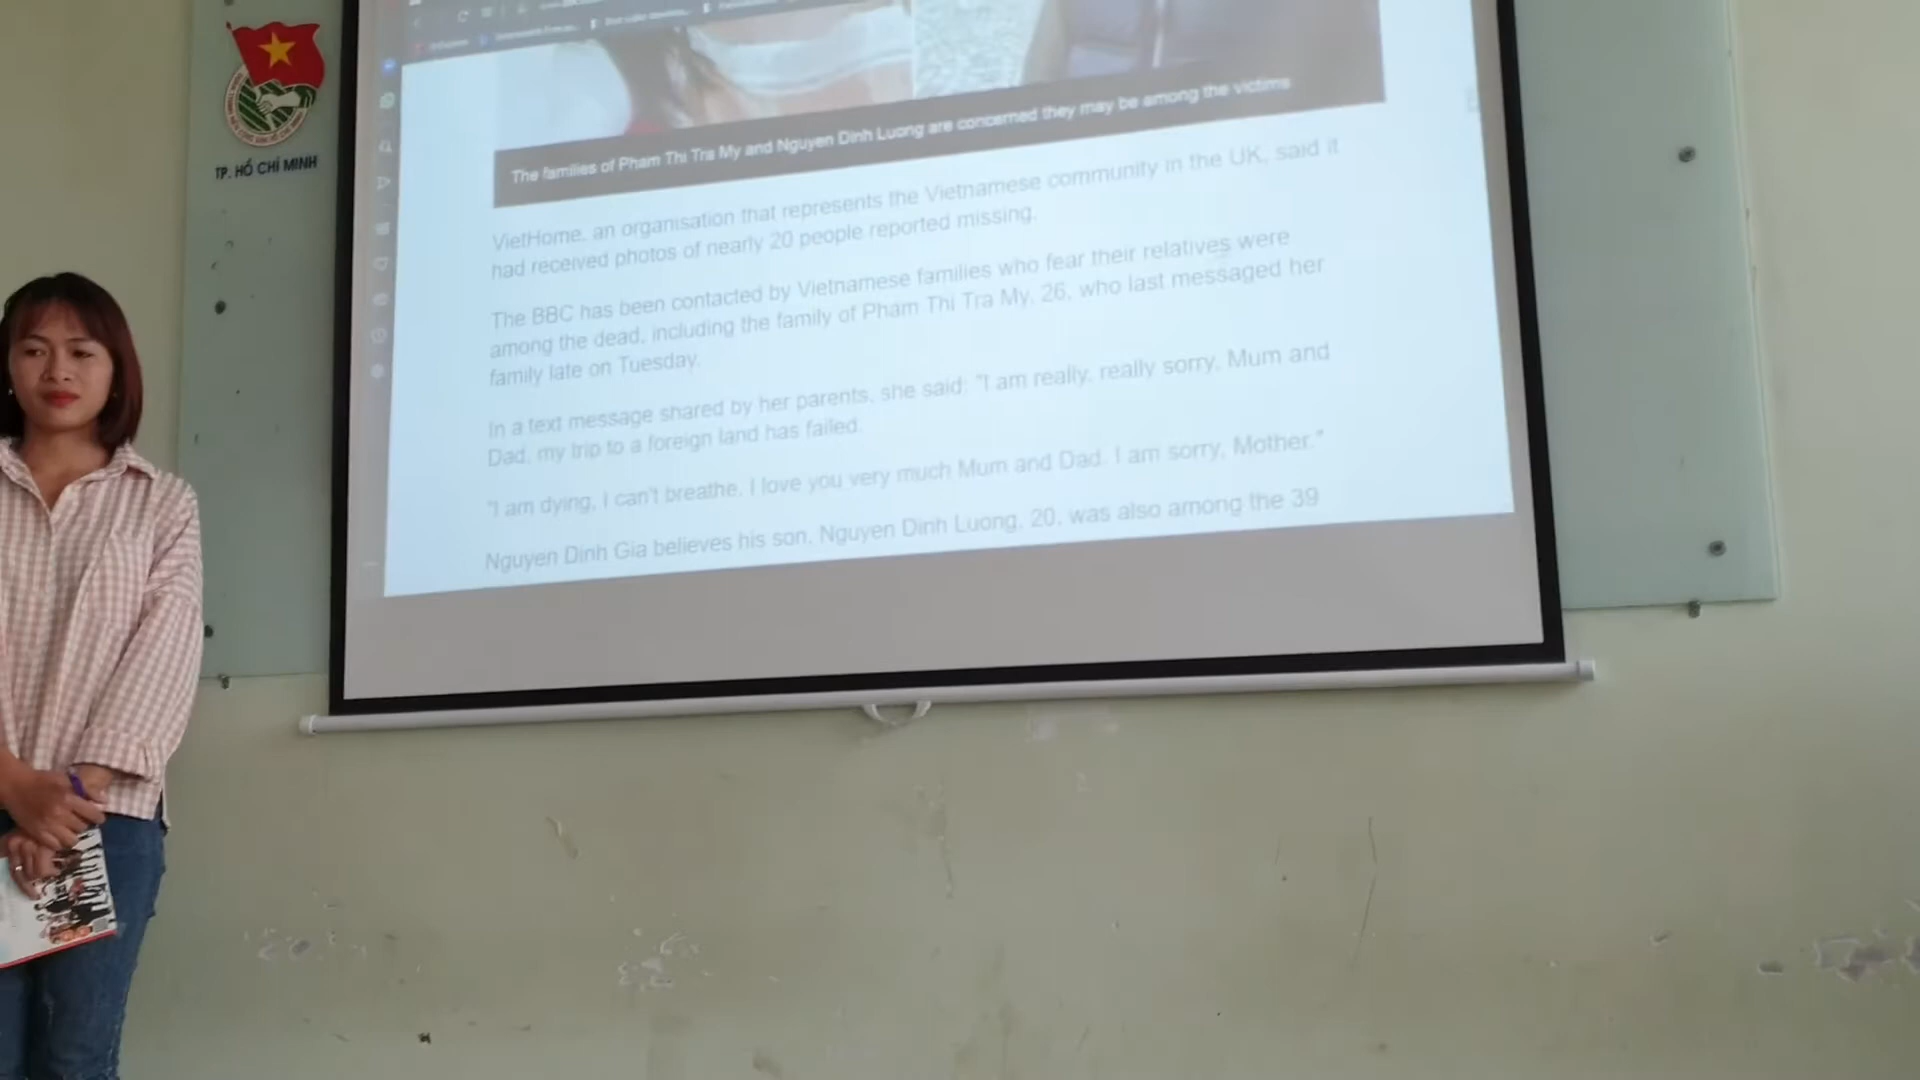 The families of Pham Thi Tra My and Nguyen Dinh Luong are concerned they may be among the victims
TP. HỒ CHÍ MINH
VietHome, an organisation that represents the Vietnamese community in the UK, said it
had received photos of nearly 20 people reported missing.
The BBC has been contacted by Vietnamese families who fear their relatives were
among the dead, including the family of Pham Thi Tra My, 26, who last messaged her
family late on Tuesday.
In a text message shared by her parents, she said: "I am really, really sorry, Mum and
Dad, my trip to a foreign land has failed.
"I am dying, I can't breathe. I love you very much Mum and Dad. I am sorry, Mother."
Nguyen Dinh Gia believes his son, Nguyen Dinh Luong, 20, was also among the 39